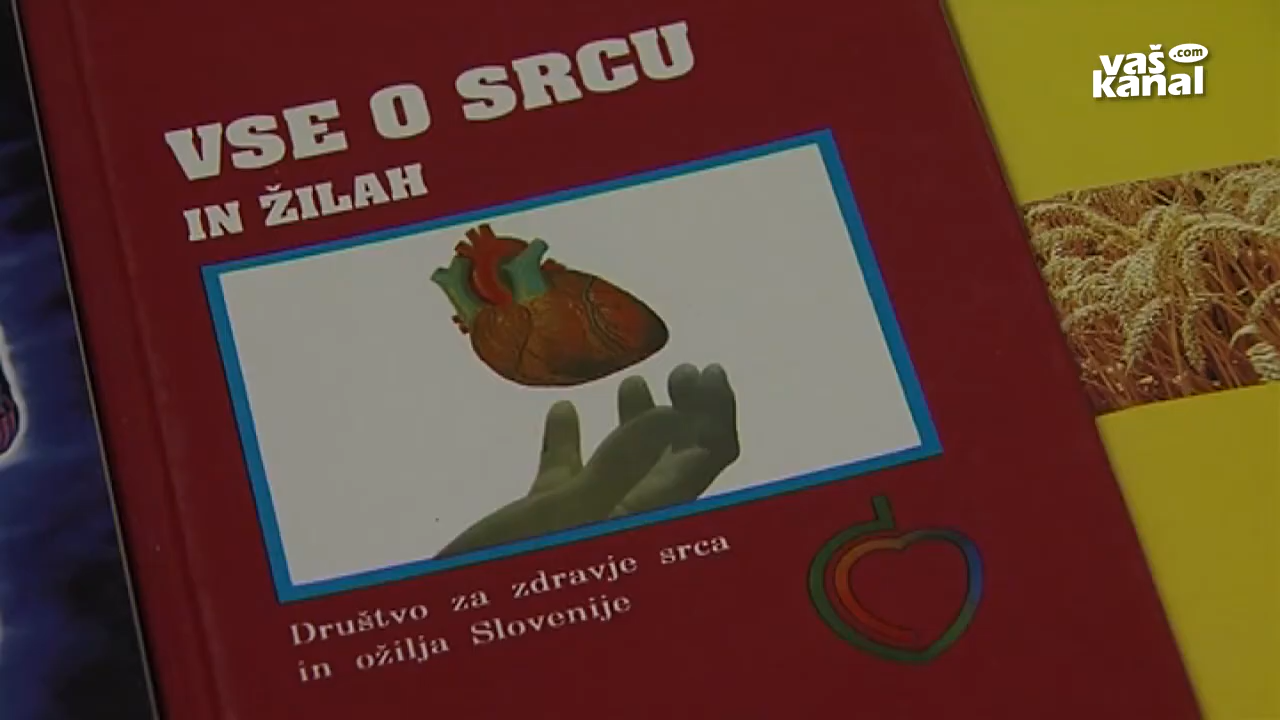 vaš .com
kanal
VSE O SRCU
IN ŽILAH
Društvo za zdravje srca
in ožilja Slovenije